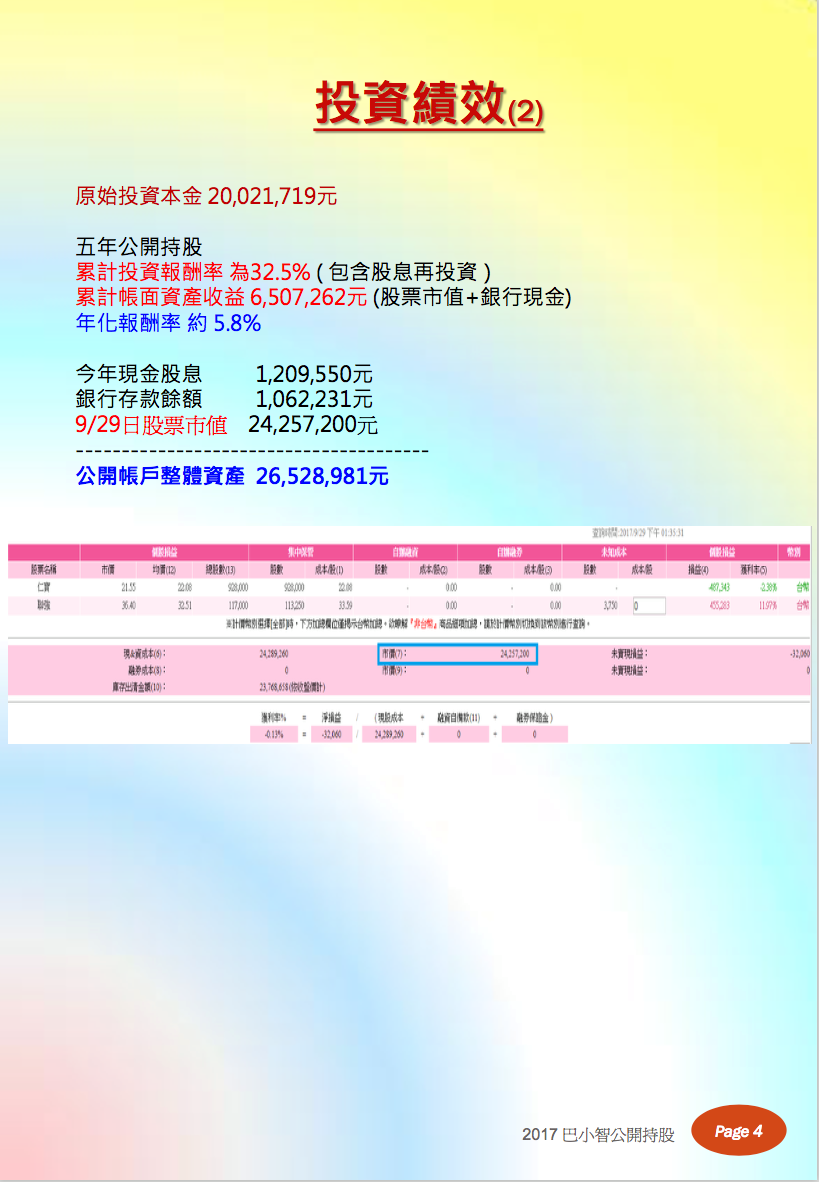 投資績效(2)
原始投資本金 20,021,719元
五年公開持股
累計投資報酬率 為32.5% ( 包含股息再投資 )
累計帳面資產收益 6,507,262元 (股票市值+銀行現金)
年化報酬率 約 5.8%
今年現金股息 1,209,550元
銀行存款餘額 1,062,231元
9/29日股票市值 24,257,200元
---------------------------------------
公開帳戶整體資產 26,528,981元
查詢時間:2017/9/29 下午 01:35:31
個股損益 集中保管 自辦融資 自辦融券 未知成本 個股損益 幣別
股票名稱 市價 均價(12) 總股數(13) 股數 成本/股(1) 股數 成本/股(2) 股數 成本/股(3) 股數 成本/股 損益(4) 獲利率(5)
仁寶 21.55 22.08 928,000 928,000 22.08 - 0.00 - 0.00 - -487,343 -2.38% 台幣
聯強 36.40 32.51 117,000 113,250 33.59 - 0.00 - 0.00 3,750 0 455,283 11.97% 台幣
※計價幣別選擇[全部]時，下方加總欄位僅揭示台幣加總。欲瞭解『非台幣』商品選項加總，請於計價幣別切換到該幣別進行查詢。
現&資成本(6)： 24,289,260 市價(7)： 24,257,200 未實現損益： -32,060
融券成本(8)： 0 市價(9)： 0 未實現損益： 0
庫存出清金額(10)： 23,768,658(依收盤價計)
獲利率% = 淨損益 / ( 現股成本 + 融資自備款(11) + 融券保證金 )
-0.13% = -32,060 / 24,289,260 + 0 + 0
2017 巴小智公開持股
Page 4